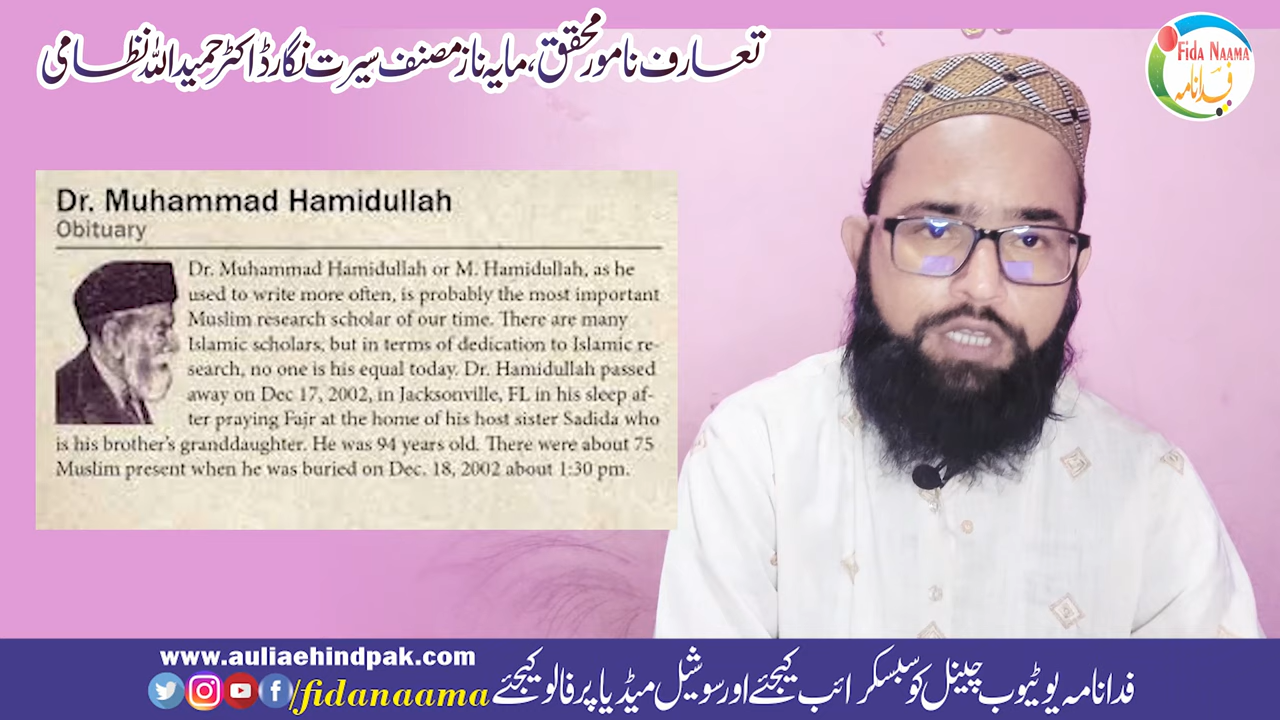 تعارف نامور محقق، مایہ ناز مصنف سیرت نگار ڈاکٹر حمید اللہ نظامی
Fida Naama
فدانامہ
Dr. Muhammad Hamidullah
Obituary
Dr. Muhammad Hamidullah or M. Hamidullah, as he
used to write more often, is probably the most important
Muslim research scholar of our time. There are many
Islamic scholars, but in terms of dedication to Islamic re-
search, no one is his equal today. Dr. Hamidullah passed
away on Dec 17, 2002, in Jacksonville, FL in his sleep af-
ter praying Fajr at the home of his host sister Sadida who
is his brother's granddaughter. He was 94 years old. There were about 75
Muslim present when he was buried on Dec. 18, 2002 about 1:30 pm.
فدانامہ یوٹیوب چینل کو سبسکرائب کیجئے اور سوشیل میڈیا پر فالو کیجئے
www.auliaehindpak.com
/fidanaama